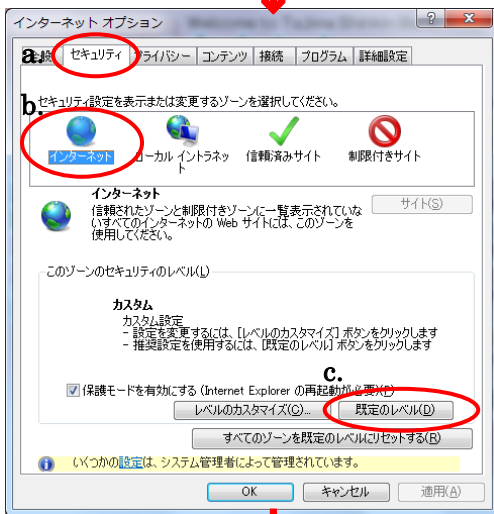 インターネット オプション
a. 全般 セキュリティ プライバシー コンテンツ 接続 プログラム 詳細設定
b.
セキュリティ設定を表示または変更するゾーンを選択してください。
インターネット ローカル イントラネット 信頼済みサイト 制限付きサイト
インターネット
信頼されたゾーンと制限付きゾーンに一覧表示されていな
いすべてのインターネットの Web サイトには、このゾーンを
使用してください。
サイト(S)
このゾーンのセキュリティのレベル(L)
カスタム
カスタム設定
- 設定を変更するには、[レベルのカスタマイズ] ボタンをクリックします
- 推奨設定を使用するには、[既定のレベル] ボタンをクリックします
c.
保護モードを有効にする (Internet Explorer の再起動が必要)(P)
レベルのカスタマイズ(C)... 既定のレベル(D)
すべてのゾーンを既定のレベルにリセットする(R)
いくつかの設定は、システム管理者によって管理されています。
OK キャンセル 適用(A)